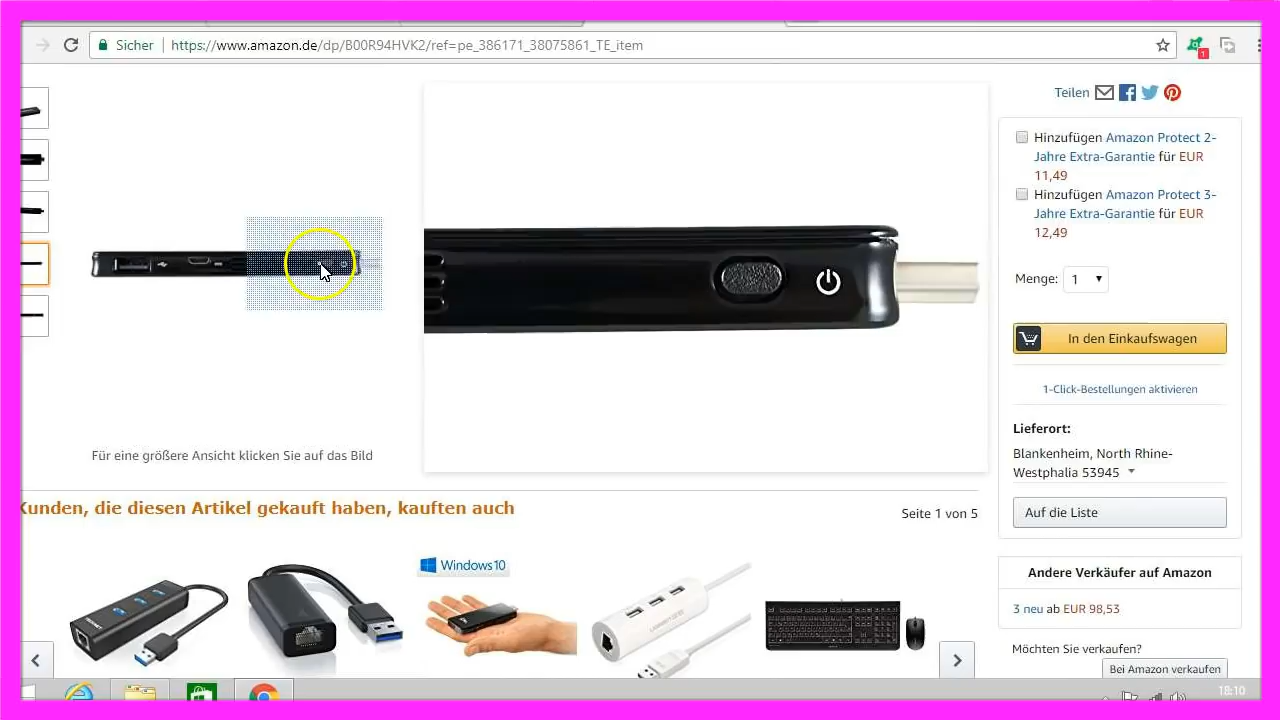 Sicher https://www.amazon.de/dp/B00R94HVK2/ref=pe_386171_38075861_TE_item
1
Teilen
Hinzufügen Amazon Protect 2-
Jahre Extra-Garantie für EUR
11,49
Hinzufügen Amazon Protect 3-
Jahre Extra-Garantie für EUR
12,49
Menge: 1
In den Einkaufswagen
1-Click-Bestellungen aktivieren
Lieferort:
Blankenheim, North Rhine-
Westphalia 53945
Auf die Liste
Für eine größere Ansicht klicken Sie auf das Bild
Kunden, die diesen Artikel gekauft haben, kauften auch
Seite 1 von 5
Windows10
Andere Verkäufer auf Amazon
3 neu ab EUR 98,53
Möchten Sie verkaufen?
Bei Amazon verkaufen
18:10